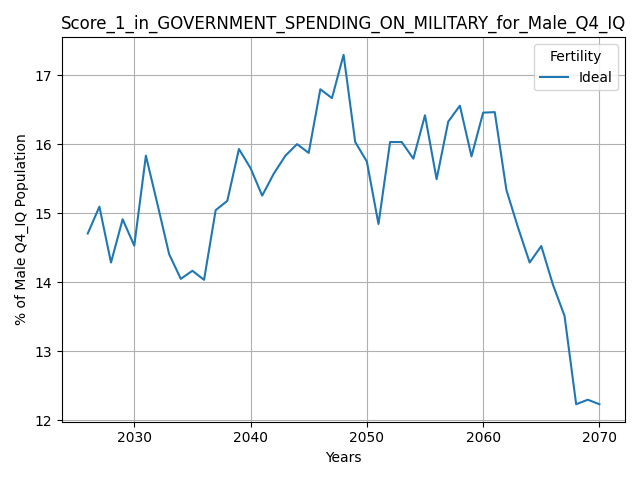 Score_1_in_GOVERNMENT_SPENDING_ON_MILITARY_for_Male_Q4_IQ
Fertility
Ideal
% of Male Q4_IQ Population
17
16
15
14
13
12
2030 2040 2050 2060 2070
Years